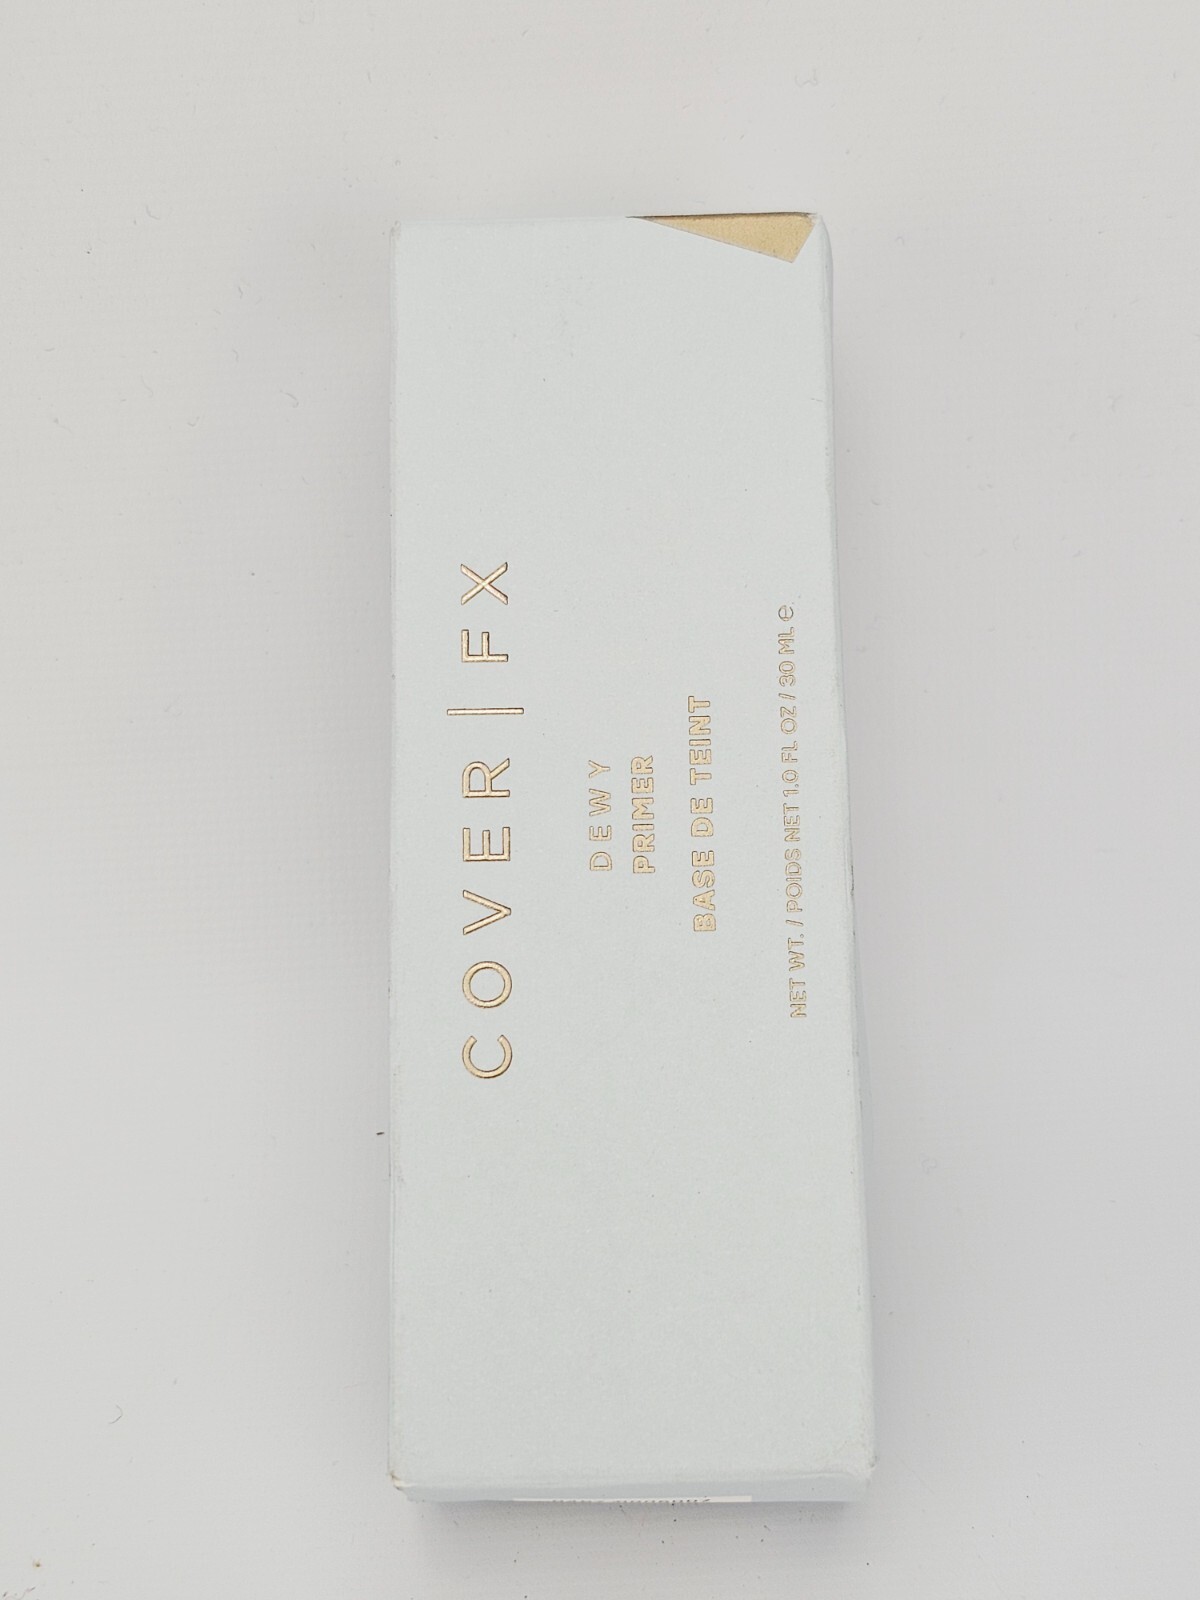 COVER | FX
DEWY
PRIMER
BASE DE TEINT
NET WT. / POIDS NET 1.0 FL OZ / 30 ML ℮